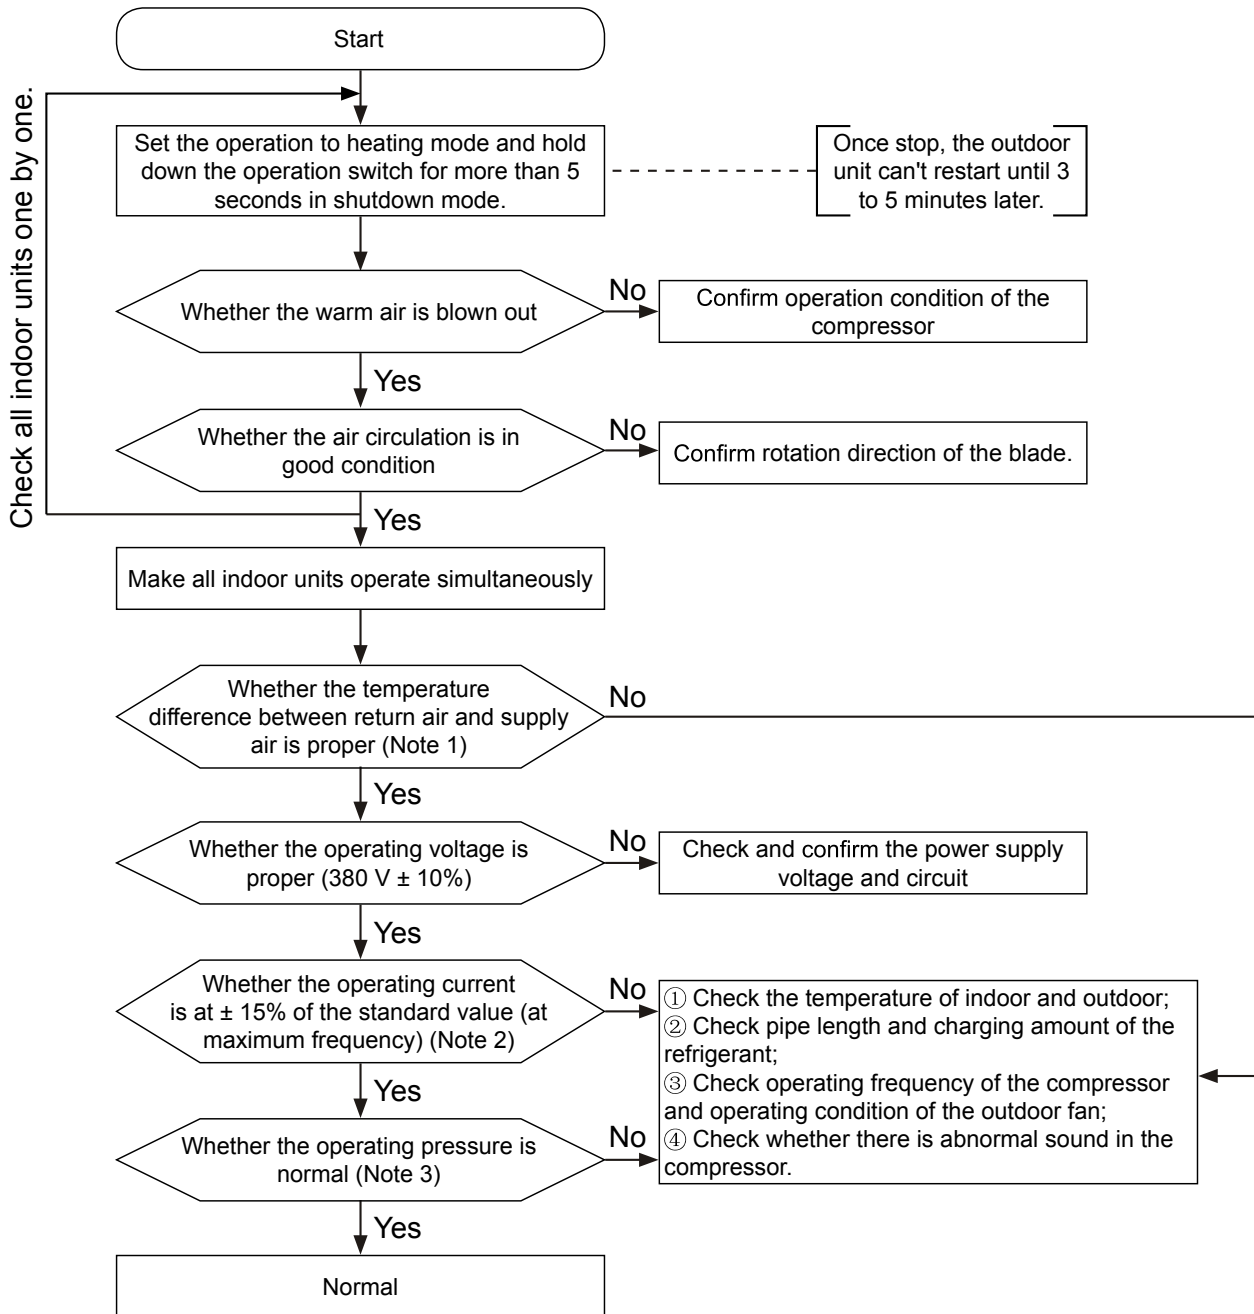 Start
Check all indoor units one by one.
Set the operation to heating mode and hold
down the operation switch for more than 5
seconds in shutdown mode.
Once stop, the outdoor
unit can't restart until 3
to 5 minutes later.
Whether the warm air is blown out
No
Confirm operation condition of the
compressor
Yes
Whether the air circulation is in
good condition
No
Confirm rotation direction of the blade.
Yes
Make all indoor units operate simultaneously
Whether the temperature
difference between return air and supply
air is proper (Note 1)
No
Yes
Whether the operating voltage is
proper (380 V ± 10%)
No
Check and confirm the power supply
voltage and circuit
Yes
Whether the operating current
is at ± 15% of the standard value (at
maximum frequency) (Note 2)
No
① Check the temperature of indoor and outdoor;
② Check pipe length and charging amount of the
refrigerant;
③ Check operating frequency of the compressor
and operating condition of the outdoor fan;
④ Check whether there is abnormal sound in the
compressor.
Yes
Whether the operating pressure is
normal (Note 3)
No
Yes
Normal